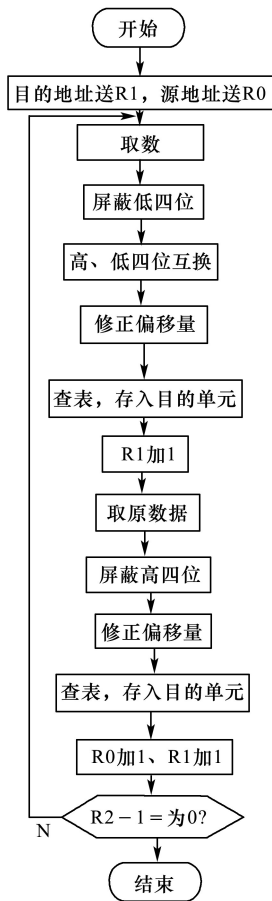 开始
目的地址送R1，源地址送R0
取数
屏蔽低四位
高、低四位互换
修正偏移量
查表，存入目的单元
R1加1
取原数据
屏蔽高四位
修正偏移量
查表，存入目的单元
R0加1、R1加1
R2－1＝为0?
N
结束